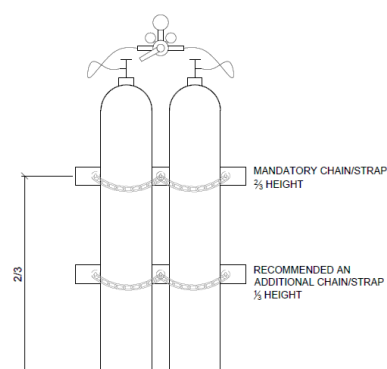 MANDATORY CHAIN/STRAP
⅔ HEIGHT
2/3
RECOMMENDED AN
ADDITIONAL CHAIN/STRAP
⅓ HEIGHT